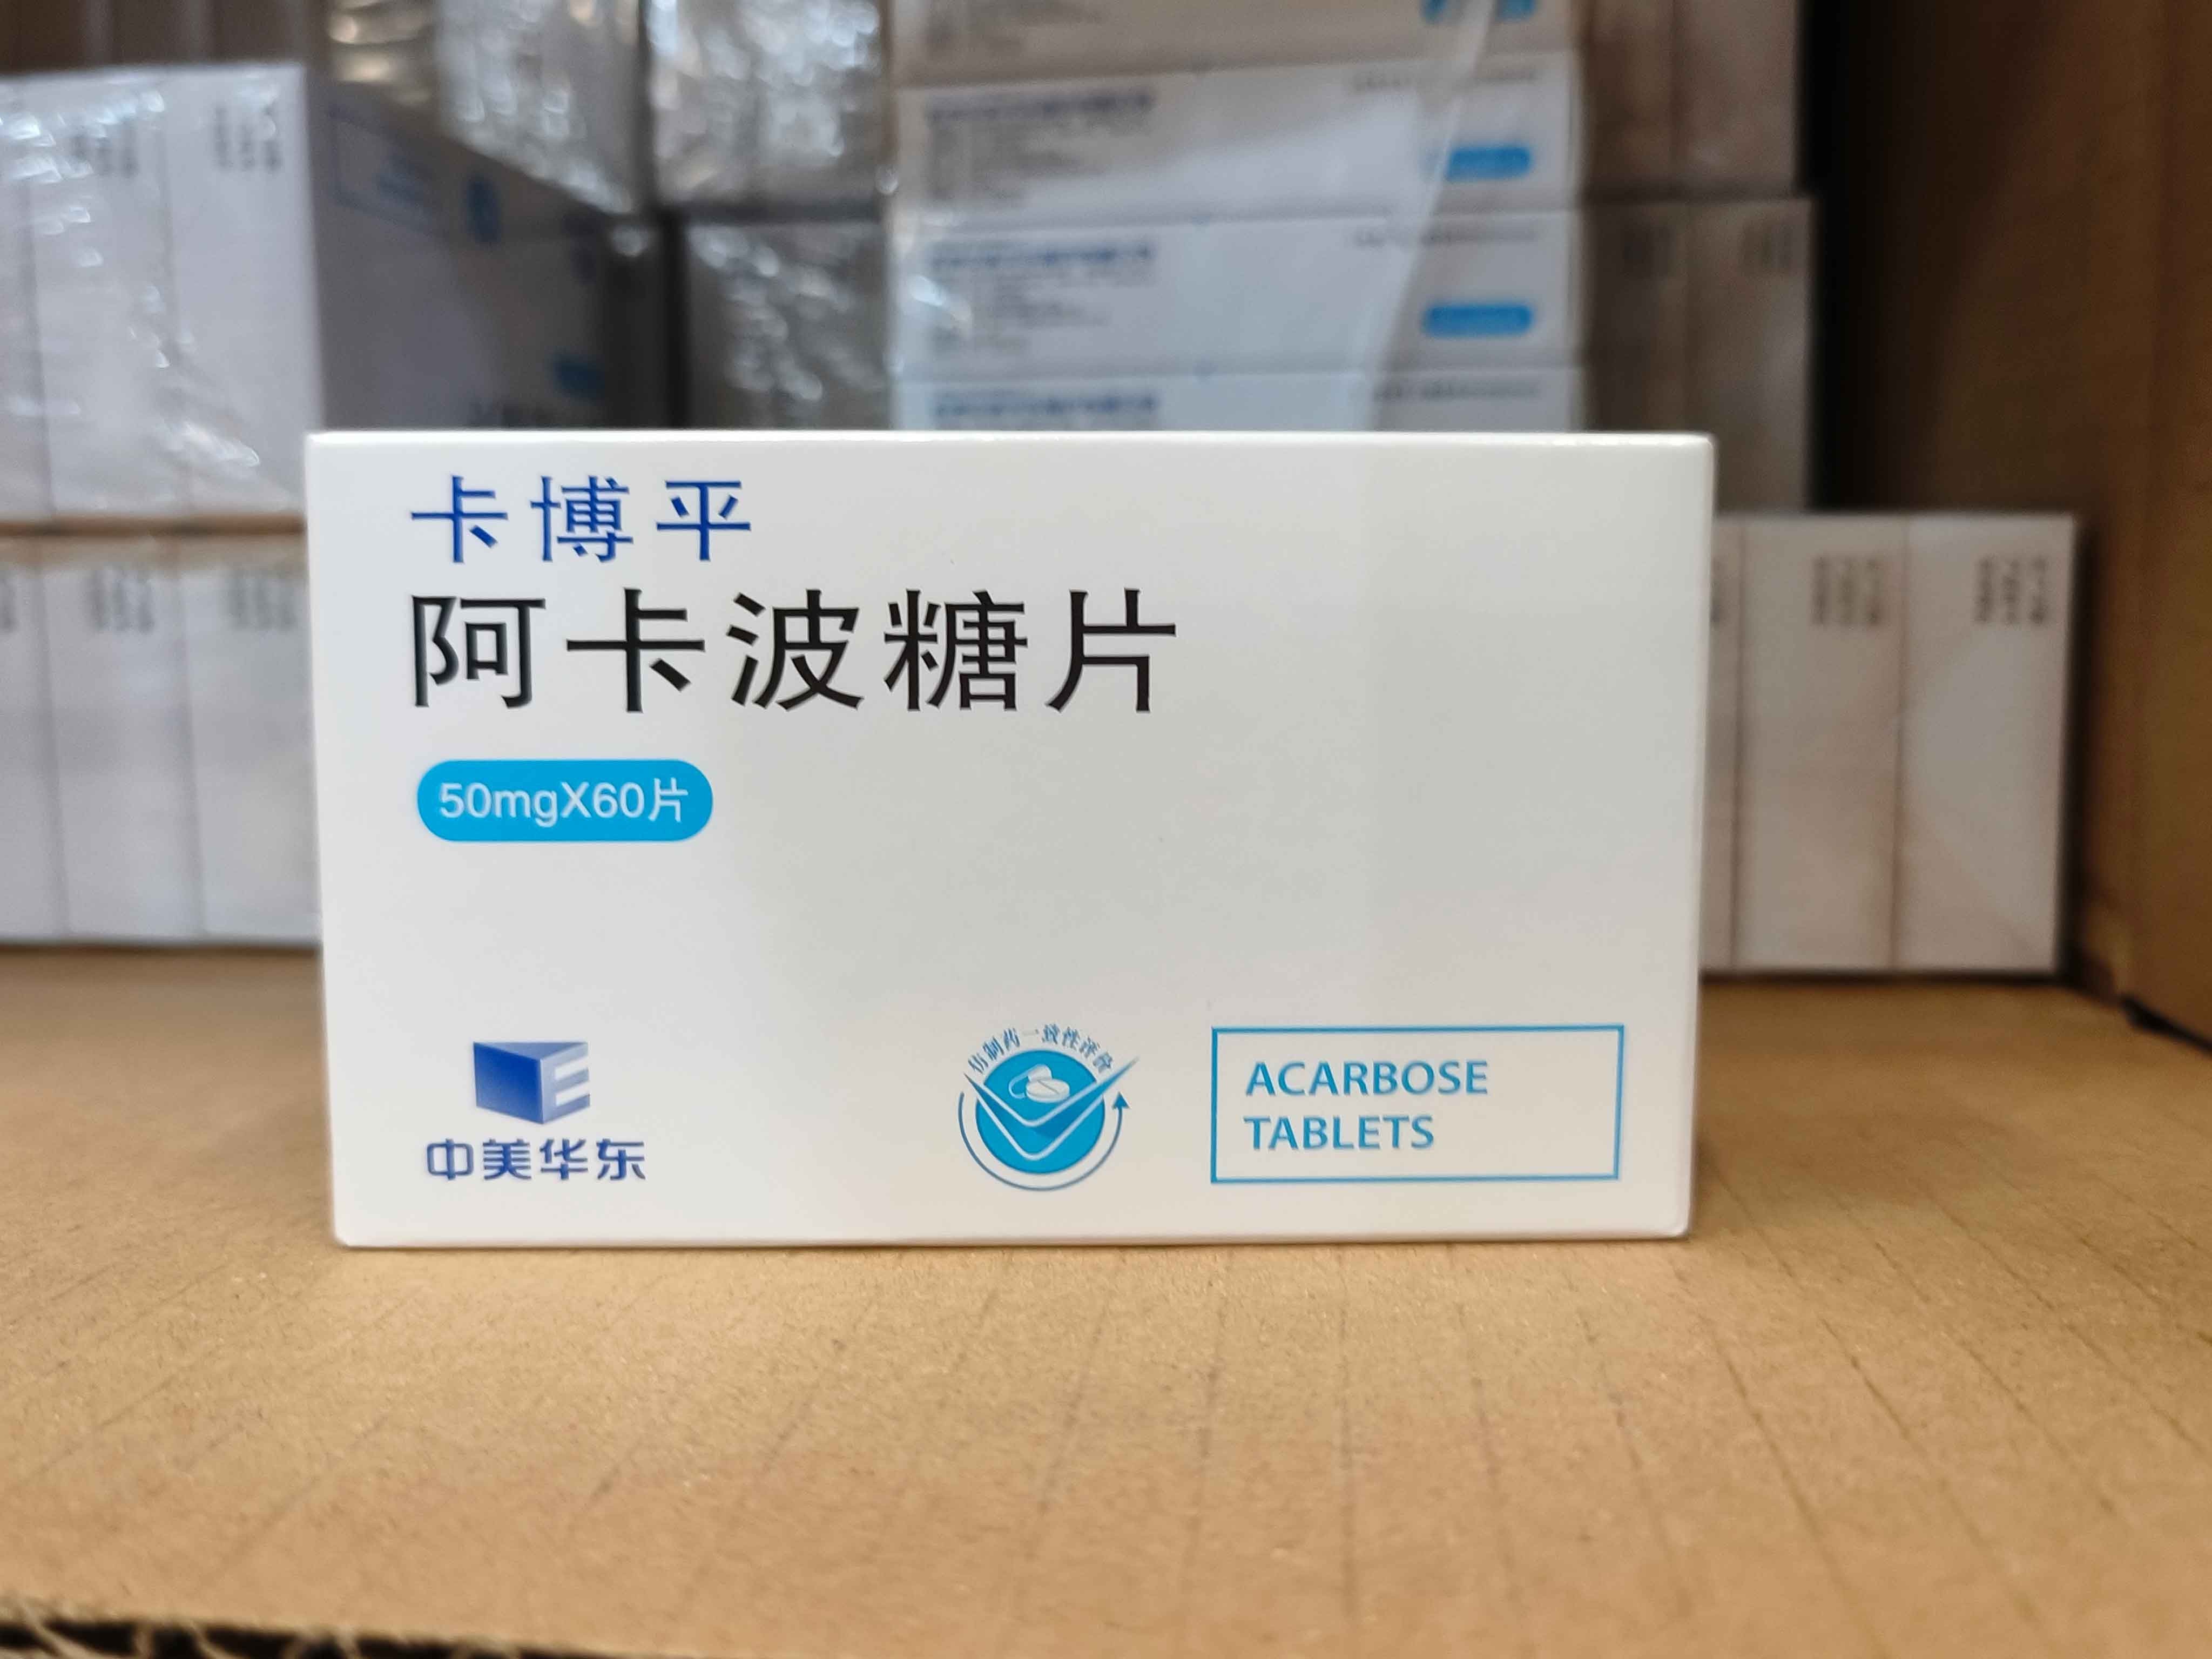 卡博平
阿卡波糖片
50mgX60片
中美华东
仿制药一致性评价
ACARBOSE
TABLETS